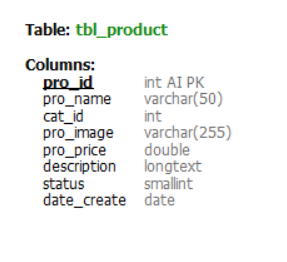 Table: tbl_product
Columns:
pro_id int AI PK
pro_name varchar(50)
cat_id int
pro_image varchar(255)
pro_price double
description longtext
status smallint
date_create date